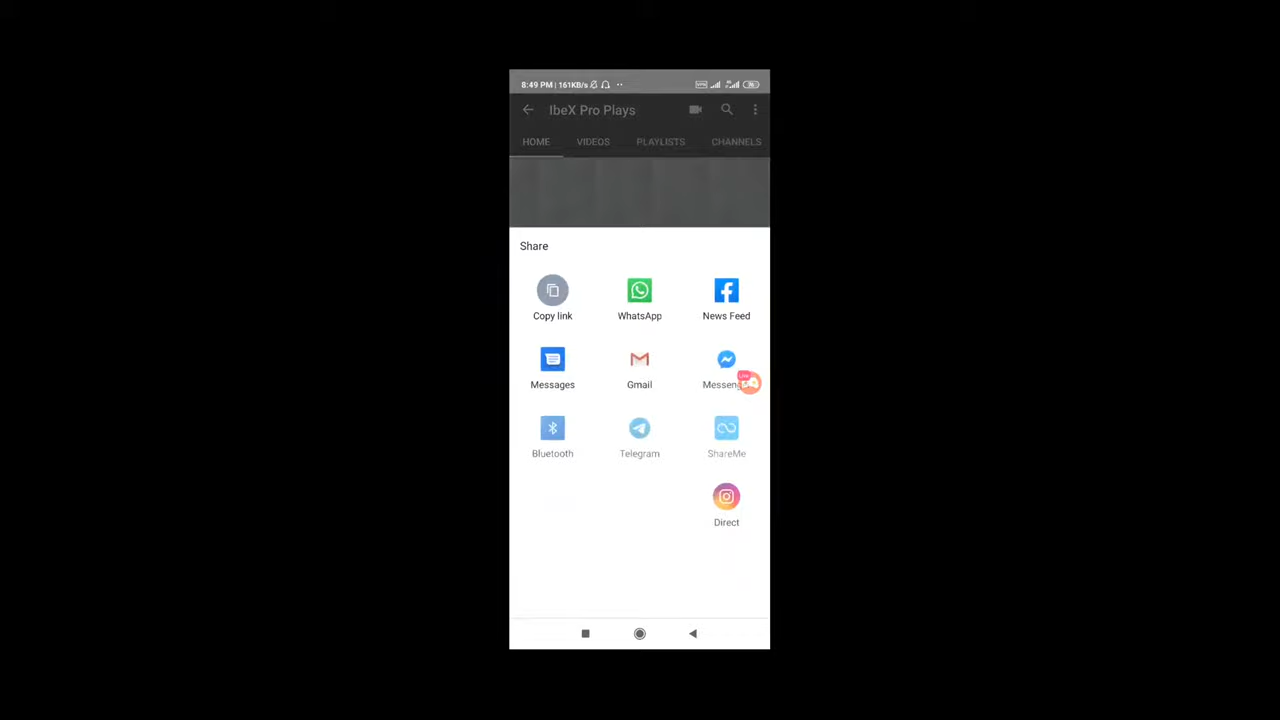 8:49 PM | 161KB/s
IbeX Pro Plays
HOME VIDEOS PLAYLISTS CHANNELS
Share
Copy link WhatsApp News Feed
Messages Gmail Messeng
Bluetooth Telegram ShareMe
Direct